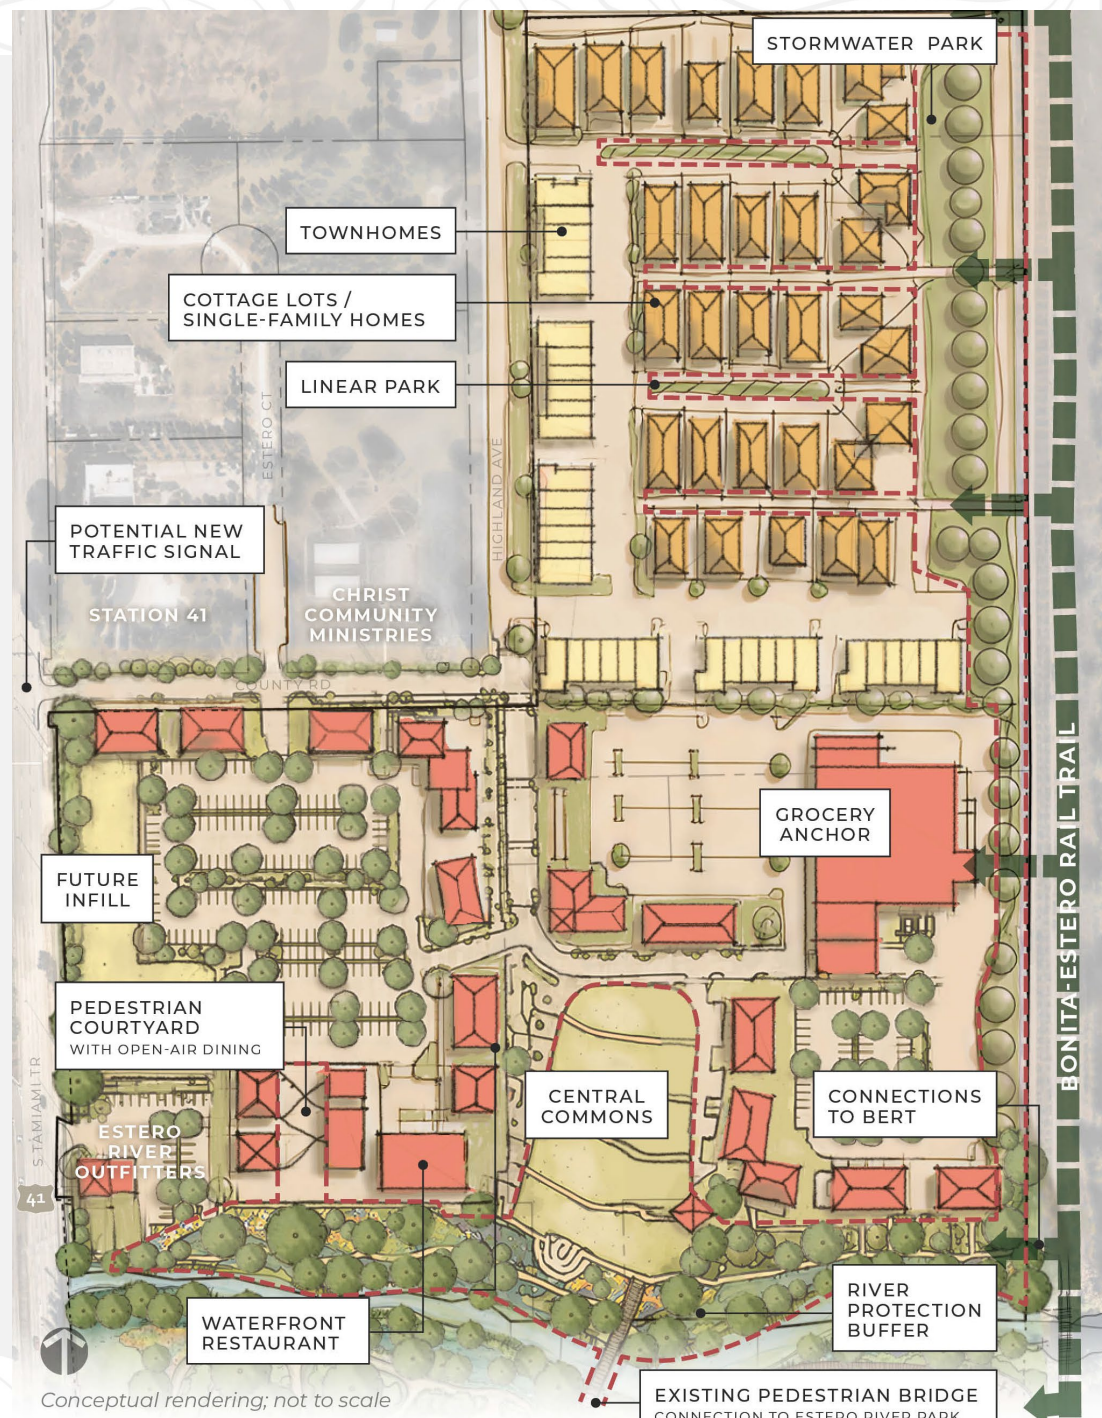 STORMWATER PARK
TOWNHOMES
COTTAGE LOTS /
SINGLE-FAMILY HOMES
LINEAR PARK
ESTERO CT
HIGHLAND AVE
POTENTIAL NEW
TRAFFIC SIGNAL
STATION 41
CHRIST
COMMUNITY
MINISTRIES
COUNTY RD
GROCERY
ANCHOR
FUTURE
INFILL
BONITA-ESTERO RAIL TRAIL
PEDESTRIAN
COURTYARD
WITH OPEN-AIR DINING
CENTRAL
COMMONS
CONNECTIONS
TO BERT
S TAMIAMI TR
ESTERO
RIVER
OUTFITTERS
41
RIVER
PROTECTION
BUFFER
WATERFRONT
RESTAURANT
EXISTING PEDESTRIAN BRIDGE
CONNECTION TO ESTERO RIVER PARK
Conceptual rendering; not to scale